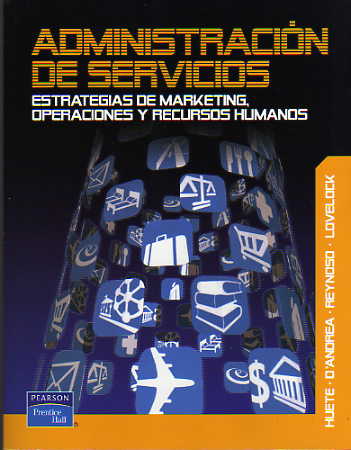 ADMINISTRACIÓN
DE SERVICIOS
ESTRATEGIAS DE MARKETING,
OPERACIONES Y RECURSOS HUMANOS
HUETE · D'ANDREA · REYNOSO · LOVELOCK
PEARSON
Prentice
Hall
$